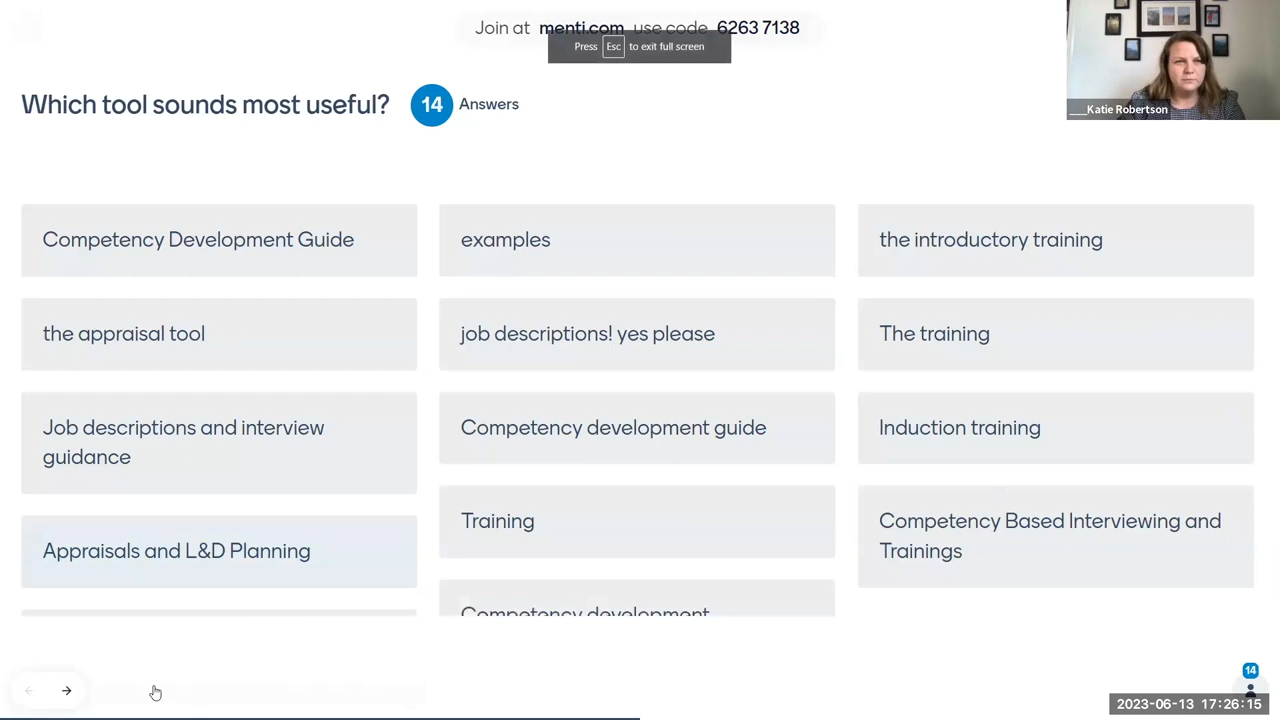 Join at menti.com use code 6263 7138
Press Esc to exit full screen
Which tool sounds most useful?
14 Answers
___Katie Robertson
Competency Development Guide
the appraisal tool
Job descriptions and interview
guidance
Appraisals and L&D Planning
examples
job descriptions! yes please
Competency development guide
Training
Competency development
the introductory training
The training
Induction training
Competency Based Interviewing and
Trainings
14
2023-06-13 17:26:15